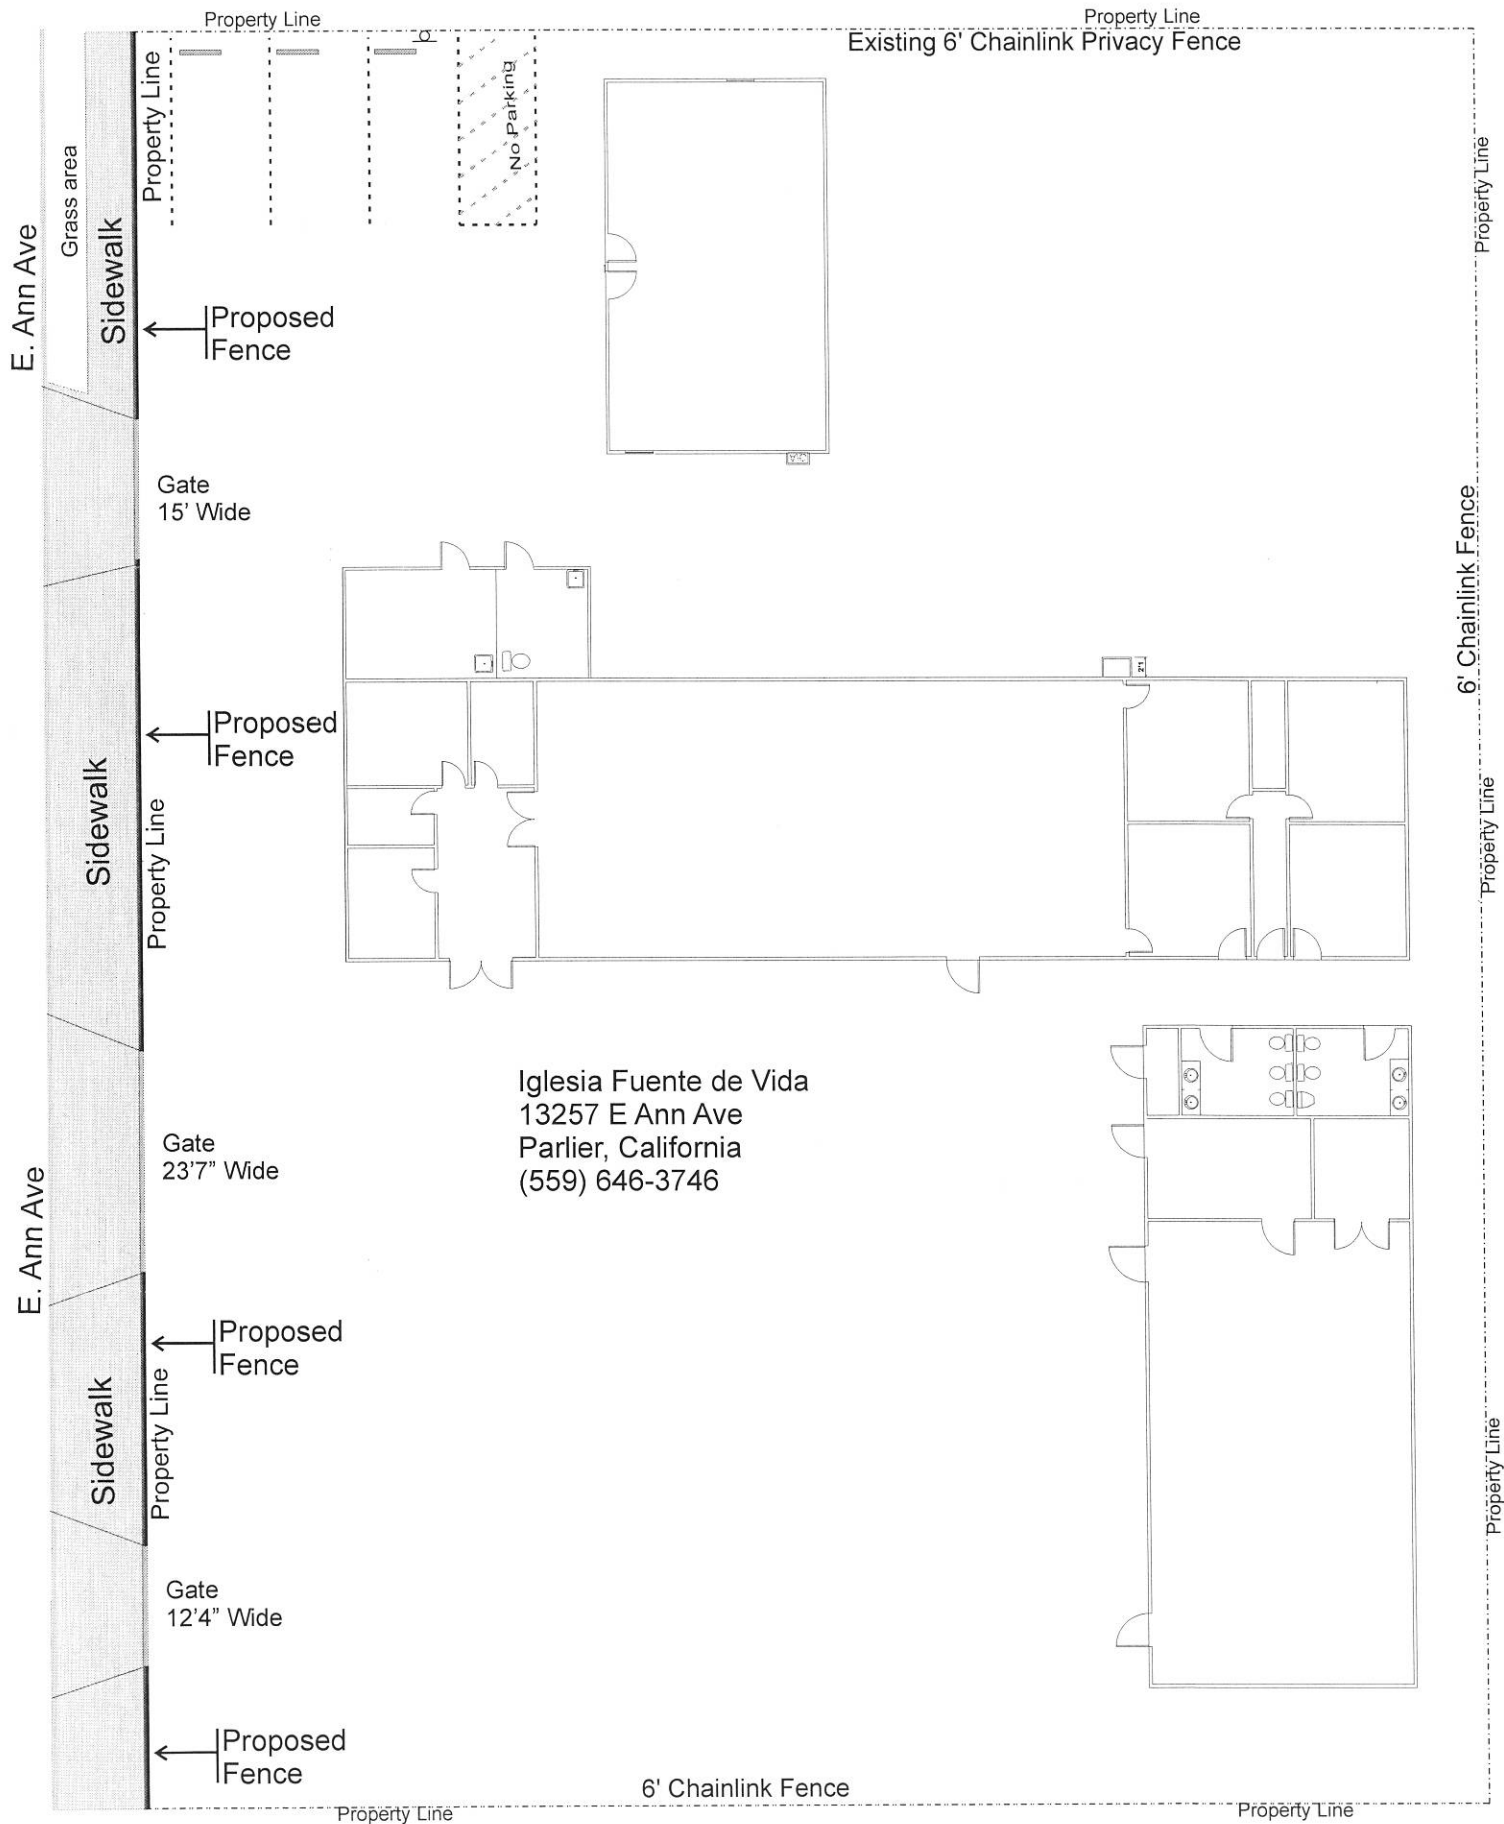 Property Line
Property Line
Existing 6' Chainlink Privacy Fence
Property Line
No Parking
Grass area
Sidewalk
E. Ann Ave
Property Line
Proposed
Fence
Gate
15' Wide
6' Chainlink Fence
2'1
Proposed
Fence
Sidewalk
Property Line
Property Line
Iglesia Fuente de Vida
13257 E Ann Ave
Parlier, California
(559) 646-3746
Gate
23'7" Wide
E. Ann Ave
Proposed
Fence
Sidewalk
Property Line
Property Line
Gate
12'4" Wide
Proposed
Fence
6' Chainlink Fence
Property Line
Property Line